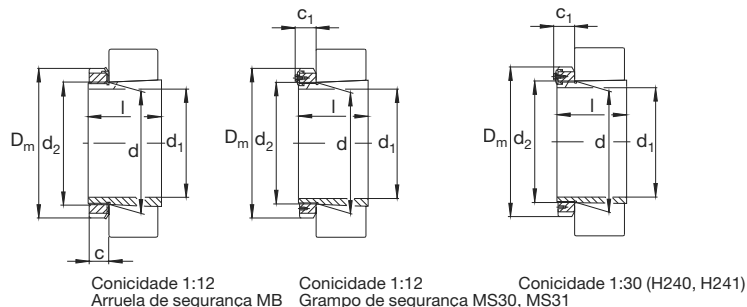 c₁
c₁
Dₘ d₂ l d d₁
Dₘ d₂ l d d₁
Dₘ d₂ l d d₁
c
Conicidade 1:12
Arruela de segurança MB
Conicidade 1:12
Grampo de segurança MS30, MS31
Conicidade 1:30 (H240, H241)